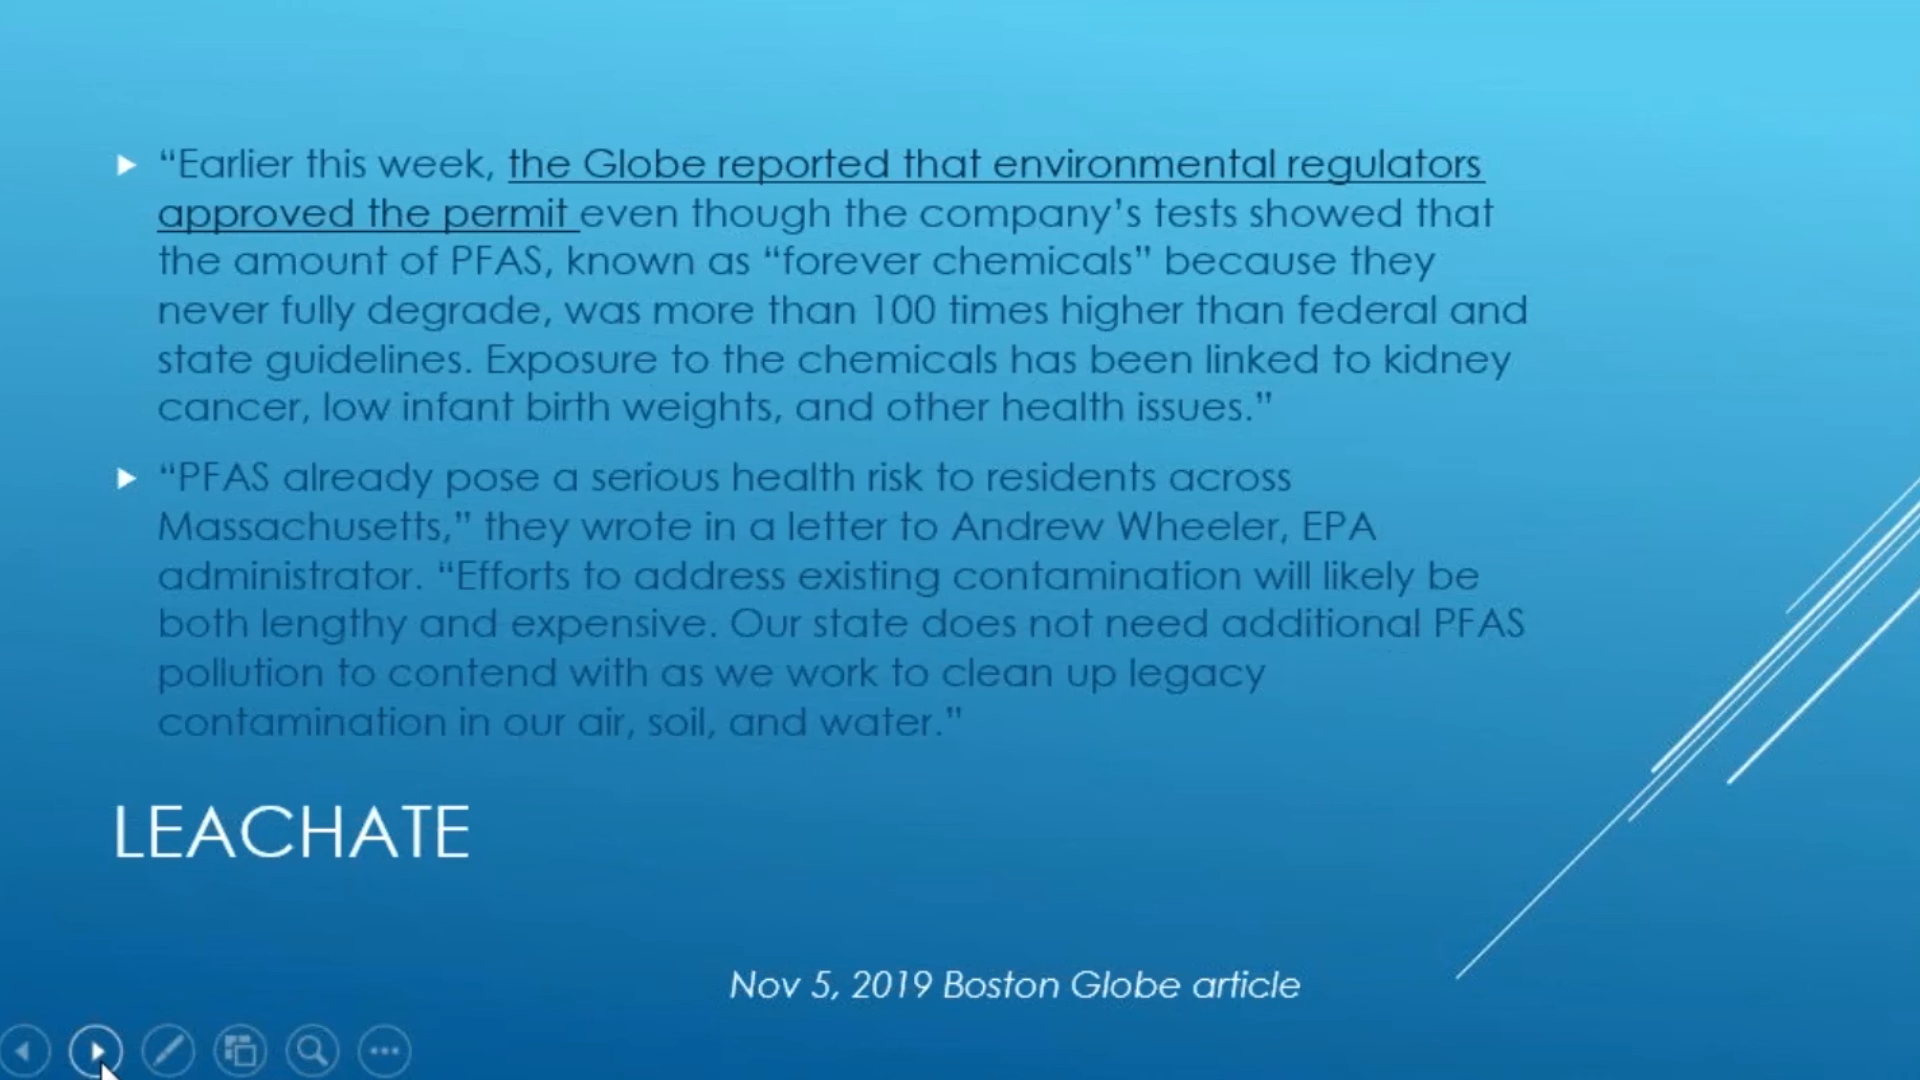 “Earlier this week, the Globe reported that environmental regulators
approved the permit even though the company’s tests showed that
the amount of PFAS, known as “forever chemicals” because they
never fully degrade, was more than 100 times higher than federal and
state guidelines. Exposure to the chemicals has been linked to kidney
cancer, low infant birth weights, and other health issues.”
“PFAS already pose a serious health risk to residents across
Massachusetts,” they wrote in a letter to Andrew Wheeler, EPA
administrator. “Efforts to address existing contamination will likely be
both lengthy and expensive. Our state does not need additional PFAS
pollution to contend with as we work to clean up legacy
contamination in our air, soil, and water.”
LEACHATE
Nov 5, 2019 Boston Globe article